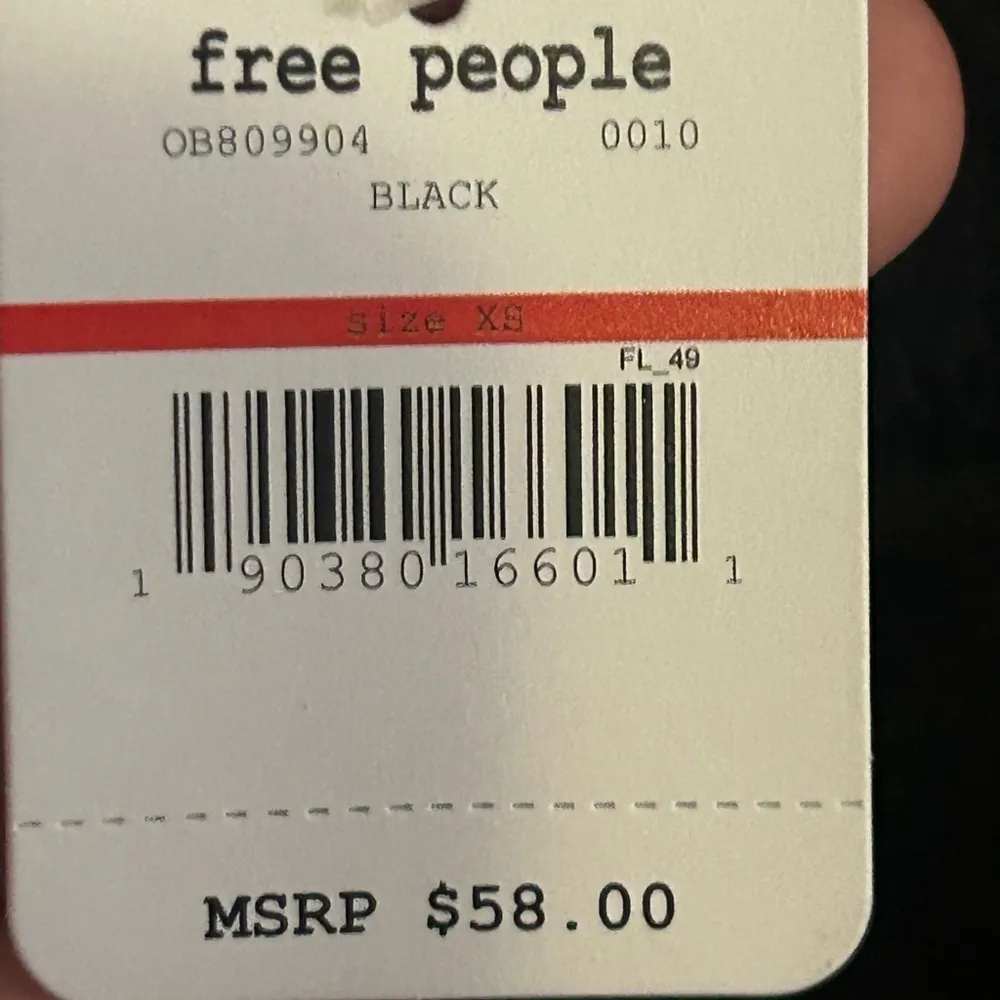 free people
OB809904 0010
BLACK
size XS
FL_49
1 90380 16601 1
MSRP $58.00